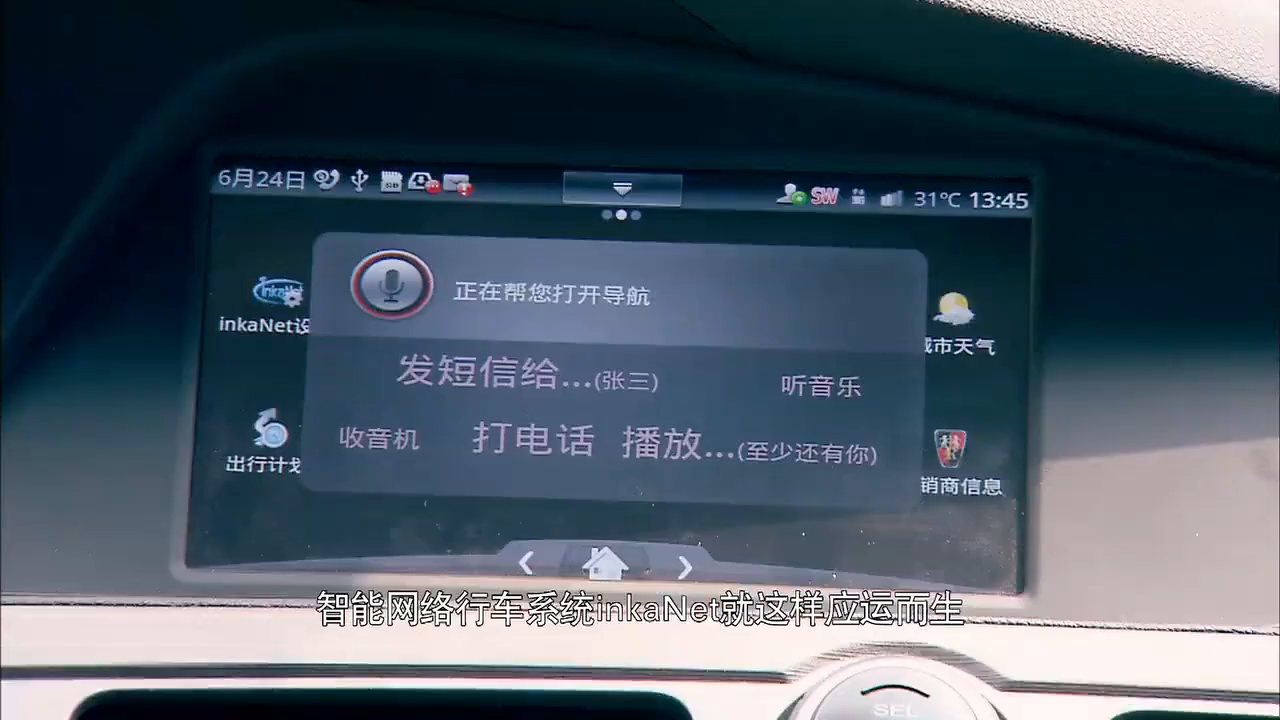 6月24日
SW
31℃ 13:45
正在帮您打开导航
inkaNet设
发短信给...(张三)
听音乐
城市天气
收音机
打电话
播放...(至少还有你)
出行计划
销商信息
智能网络行车系统inkaNet就这样应运而生
SEL